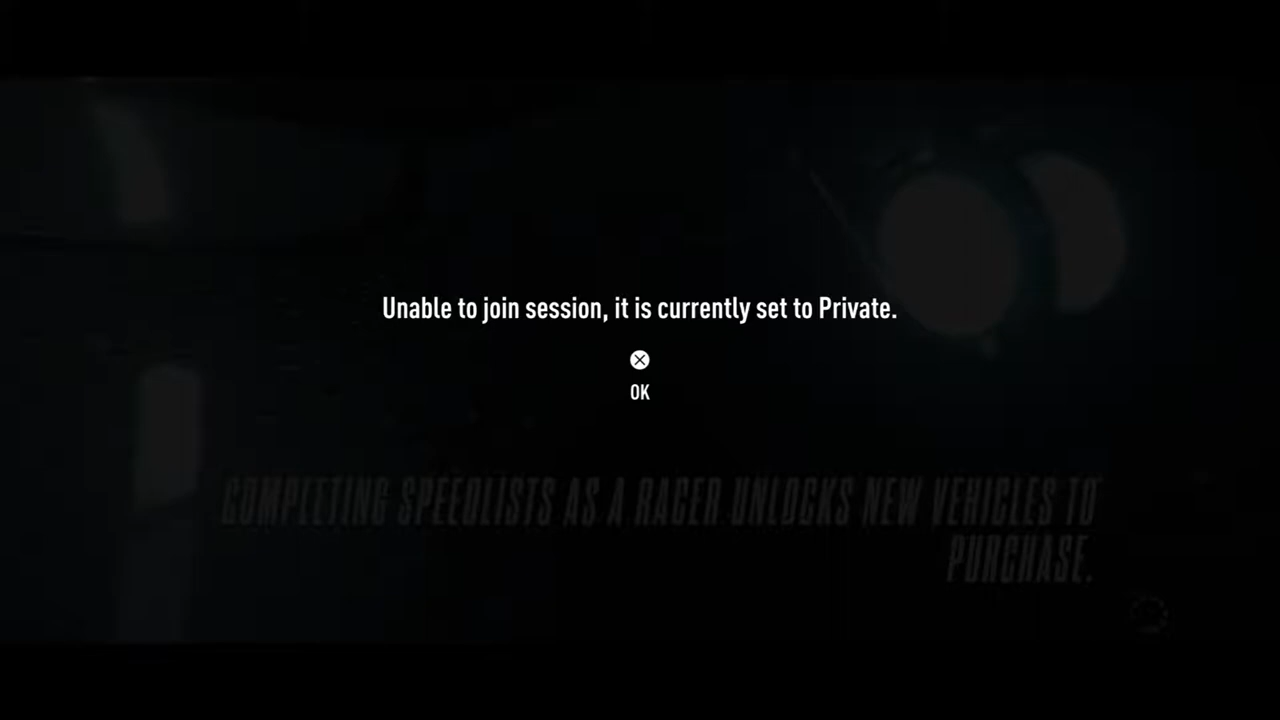 Unable to join session, it is currently set to Private.
OK
COMPLETING SPEEDLISTS AS A RACER UNLOCKS NEW VEHICLES TO
PURCHASE.